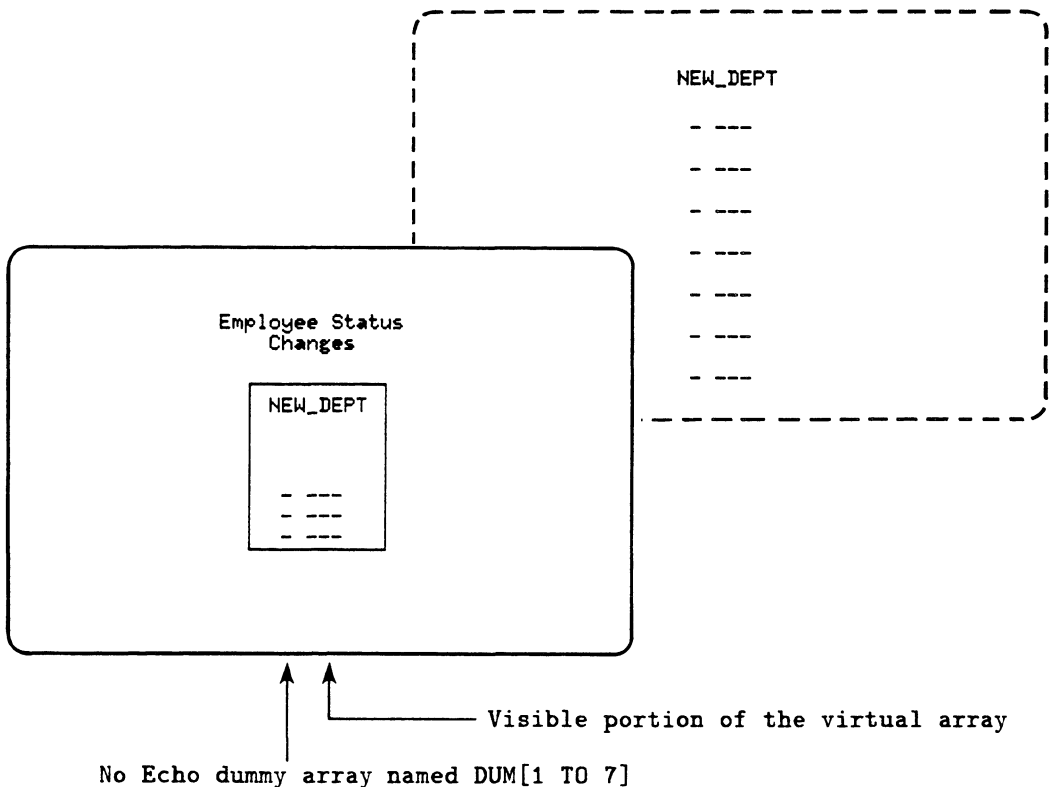 NEW_DEPT
- ---
- ---
- ---
- ---
- ---
- ---
- ---
Employee Status
Changes
NEW_DEPT
- ---
- ---
- ---
Visible portion of the virtual array
No Echo dummy array named DUM[1 TO 7]